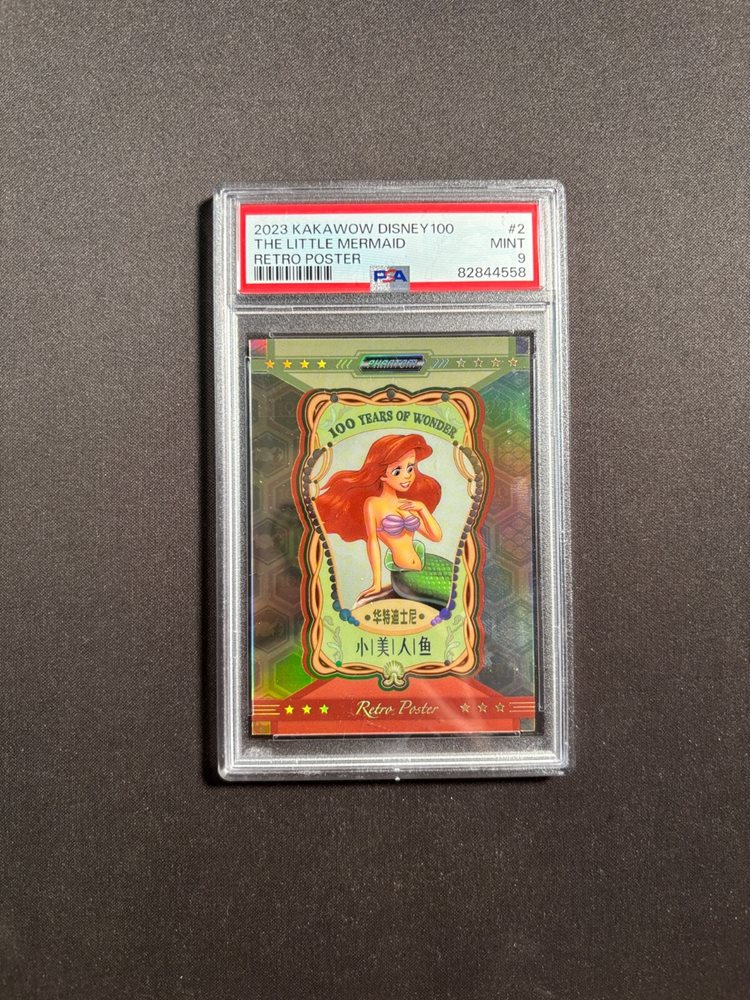 2023 KAKAWOW DISNEY100 #2
THE LITTLE MERMAID MINT
RETRO POSTER 9
PSA 82844558
PHANTOM
100 YEARS OF WONDER
华特迪士尼
小|美|人|鱼
Retro Poster